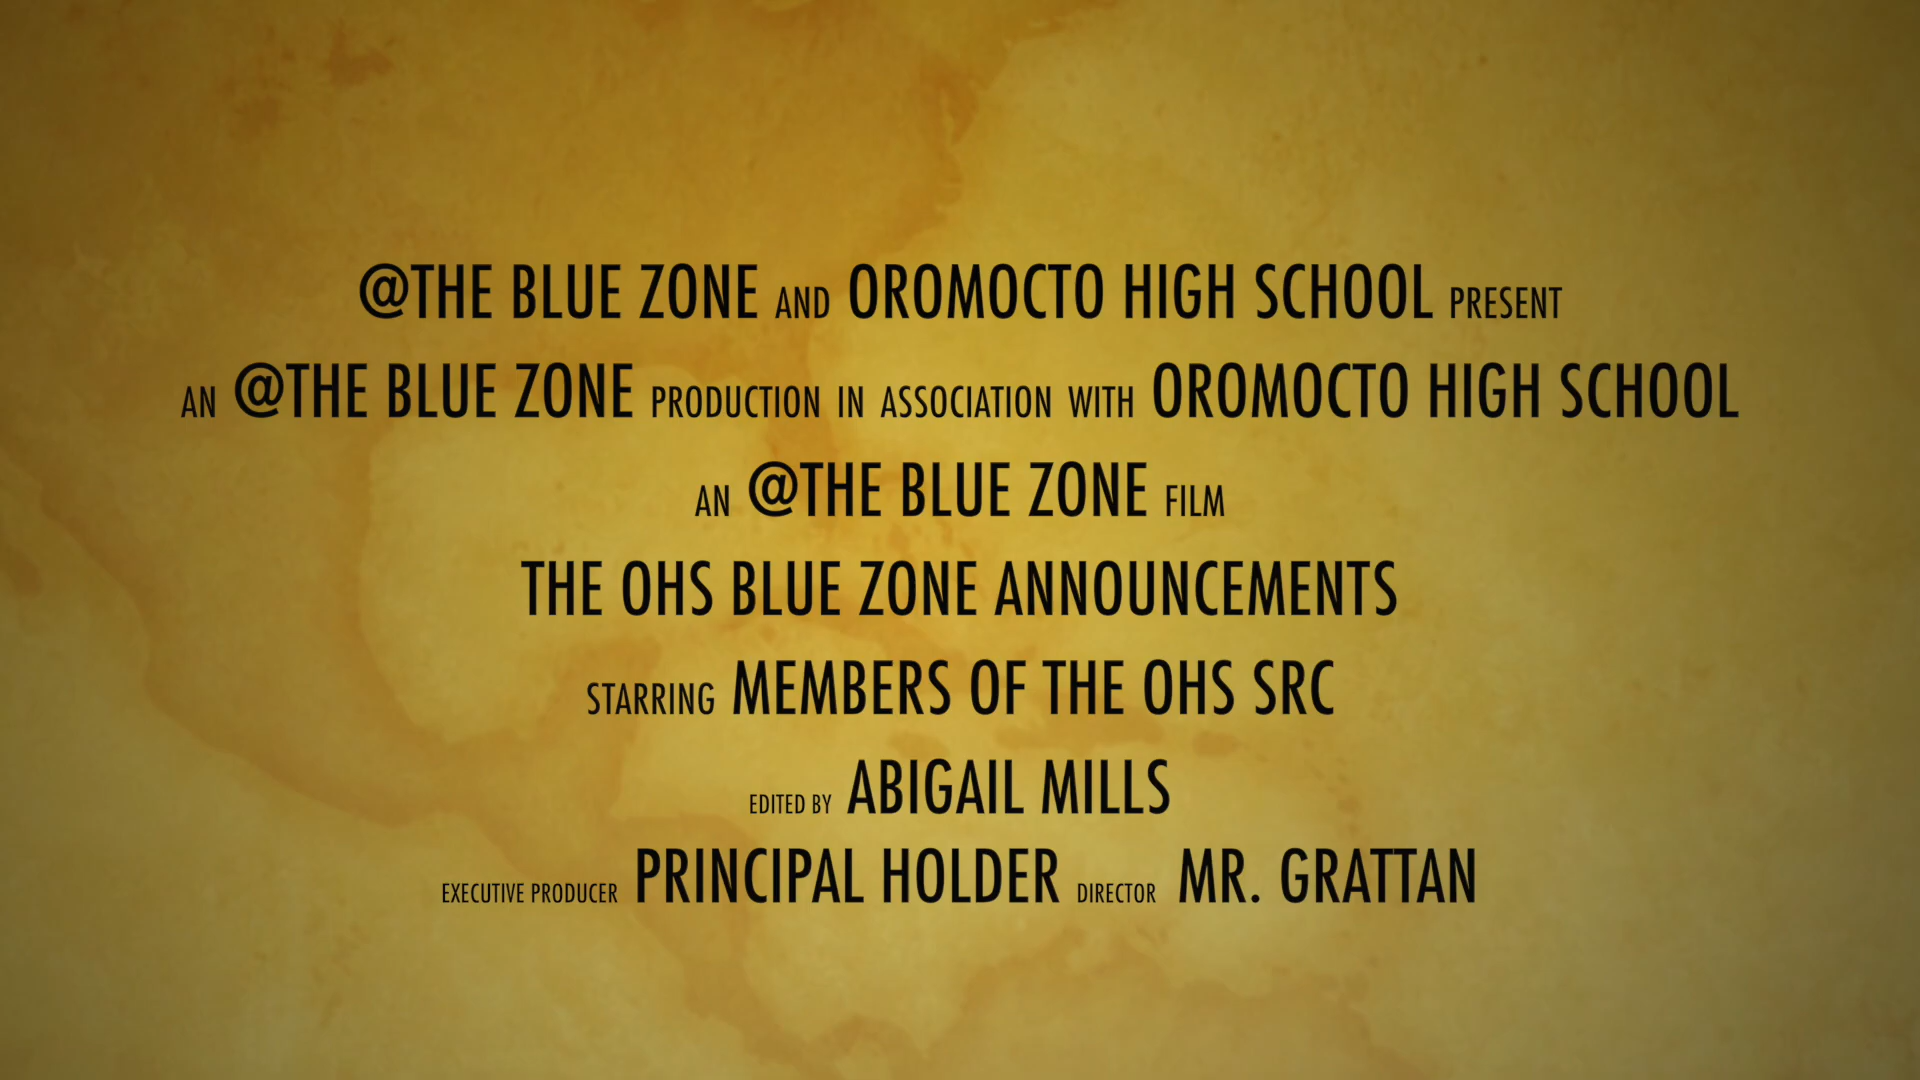 @THE BLUE ZONE AND OROMOCTO HIGH SCHOOL PRESENT
AN @THE BLUE ZONE PRODUCTION IN ASSOCIATION WITH OROMOCTO HIGH SCHOOL
AN @THE BLUE ZONE FILM
THE OHS BLUE ZONE ANNOUNCEMENTS
STARRING MEMBERS OF THE OHS SRC
EDITED BY ABIGAIL MILLS
EXECUTIVE PRODUCER PRINCIPAL HOLDER DIRECTOR MR. GRATTAN